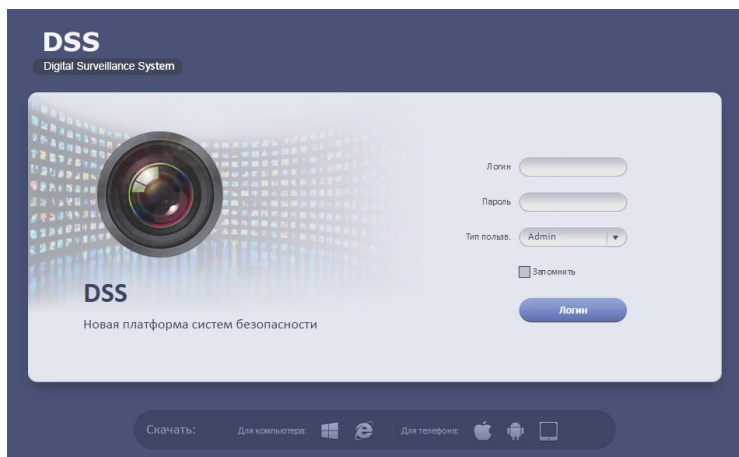 DSS
Digital Surveillance System
Логин
Пароль
Тип польз. Admin
Запомнить
Логин
DSS
Новая платформа систем безопасности
Скачать: Для компьютера: Для телефона: